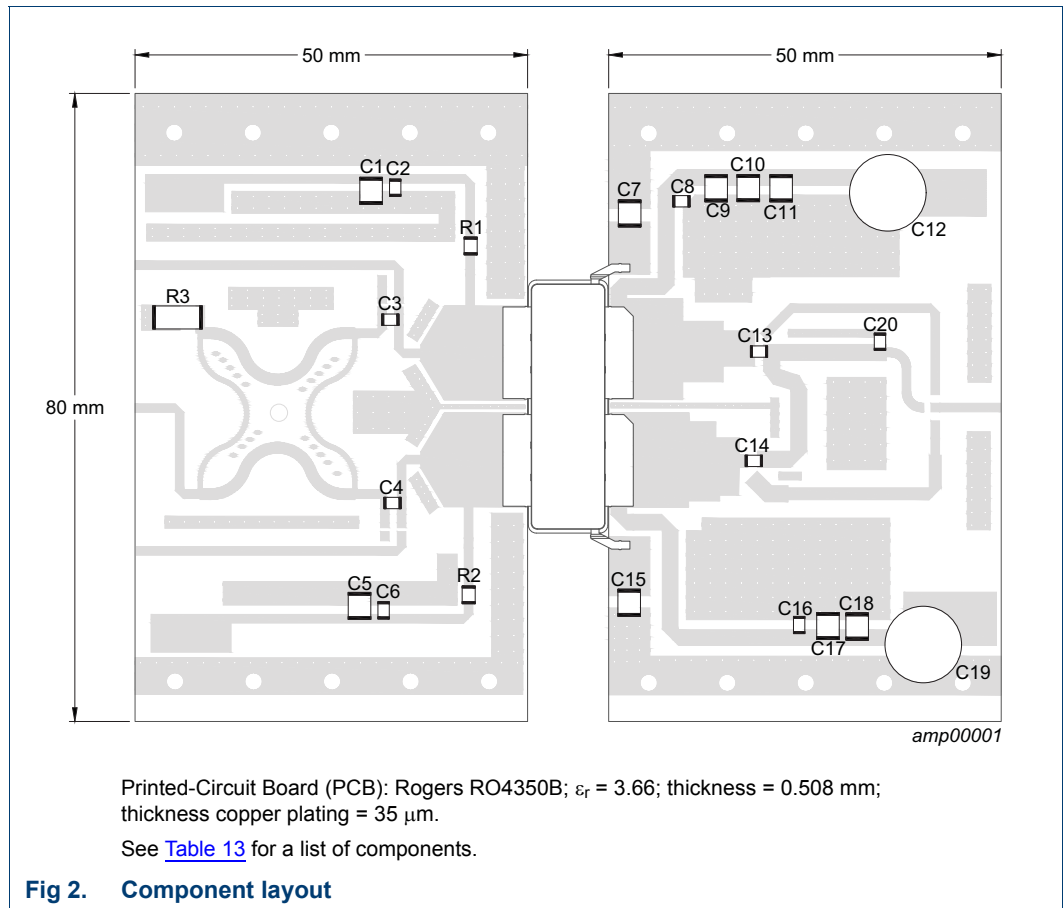 50 mm
50 mm
C1 C2
C10
C8
C7
C9
C11
C12
R1
R3
C3
C20
C13
80 mm
C14
C4
C5 C6
R2
C15
C16
C18
C17
C19
amp00001
Printed-Circuit Board (PCB): Rogers RO4350B; εr = 3.66; thickness = 0.508 mm;
thickness copper plating = 35 μm.
See Table 13 for a list of components.
Fig 2. Component layout